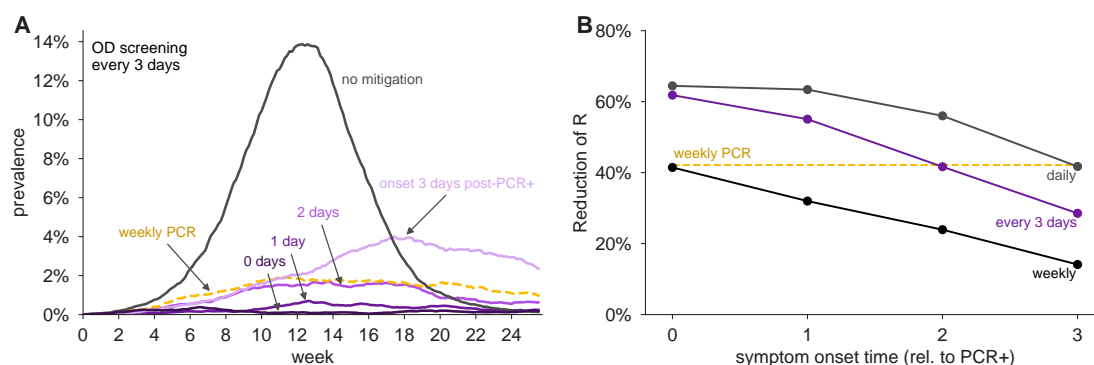 A
OD screening
every 3 days
14%
12%
10%
8%
6%
4%
2%
0%
prevalence
no mitigation
onset 3 days post-PCR+
2 days
weekly PCR
1 day
0 days
0 2 4 6 8 10 12 14 16 18 20 22 24
week
B
80%
60%
40%
20%
0%
Reduction of R
weekly PCR
daily
every 3 days
weekly
0 1 2 3
symptom onset time (rel. to PCR+)